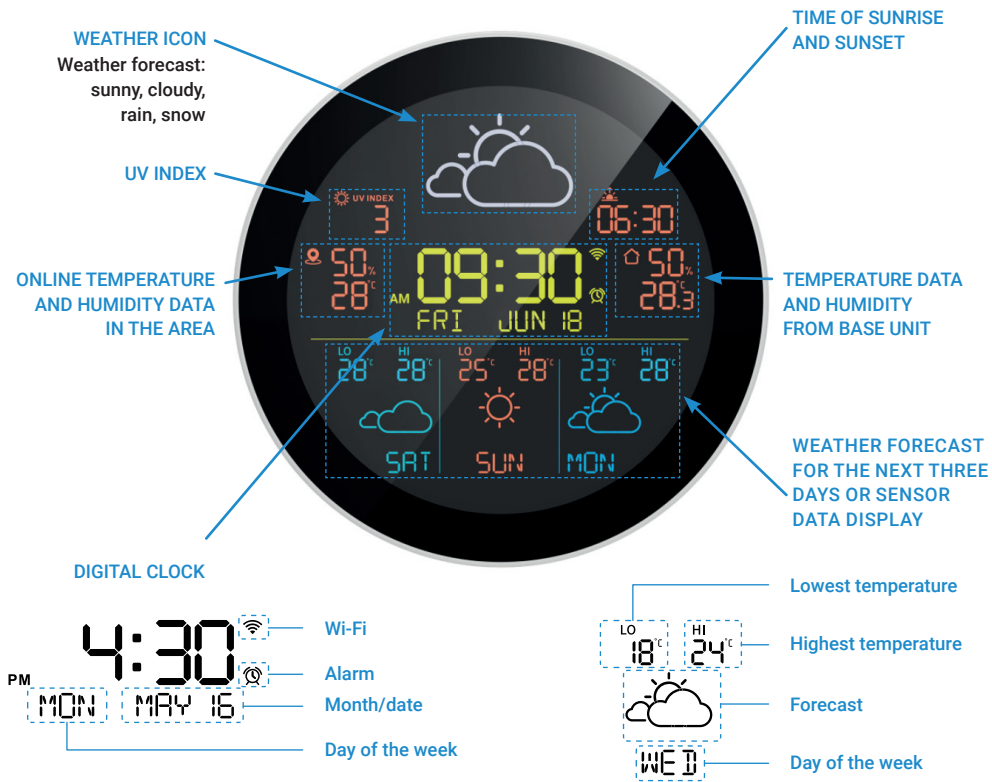 TIME OF SUNRISE
AND SUNSET
WEATHER ICON
Weather forecast:
sunny, cloudy,
rain, snow
UV INDEX
UV INDEX
3
06:30
ONLINE TEMPERATURE
AND HUMIDITY DATA
IN THE AREA
50%
28°C
AM 09:30
FRI JUN 18
50%
28.3°C
TEMPERATURE DATA
AND HUMIDITY
FROM BASE UNIT
LO HI LO HI LO HI
28°C 28°C 25°C 28°C 23°C 28°C
SAT SUN MON
WEATHER FORECAST
FOR THE NEXT THREE
DAYS OR SENSOR
DATA DISPLAY
DIGITAL CLOCK
PM 4:30
Wi-Fi
Alarm
MON MAY 16
Month/date
Day of the week
Lowest temperature
LO HI
18°C 24°C
Highest temperature
Forecast
WED
Day of the week